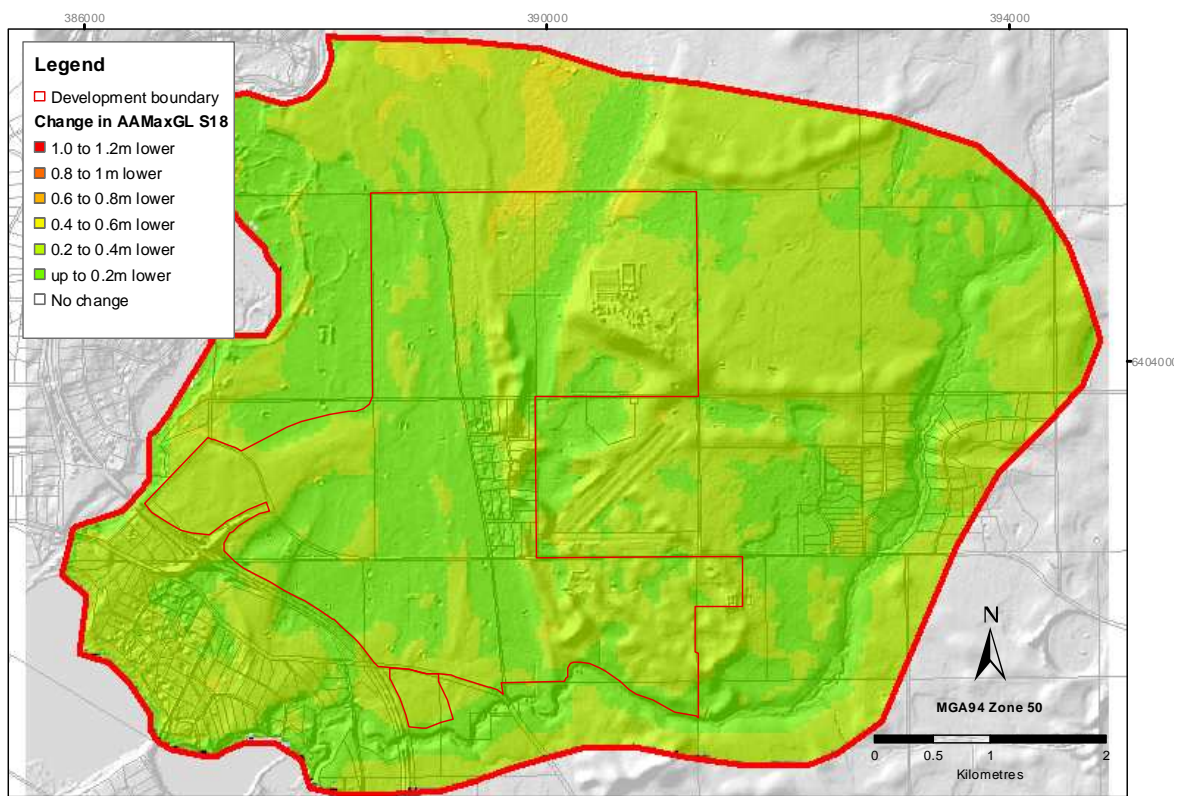 386000 390000 394000
Legend
Development boundary
Change in AAMaxGL S18
1.0 to 1.2m lower
0.8 to 1m lower
0.6 to 0.8m lower
0.4 to 0.6m lower
0.2 to 0.4m lower
up to 0.2m lower
No change
6404000
N
MGA94 Zone 50
0 0.5 1 2
Kilometres